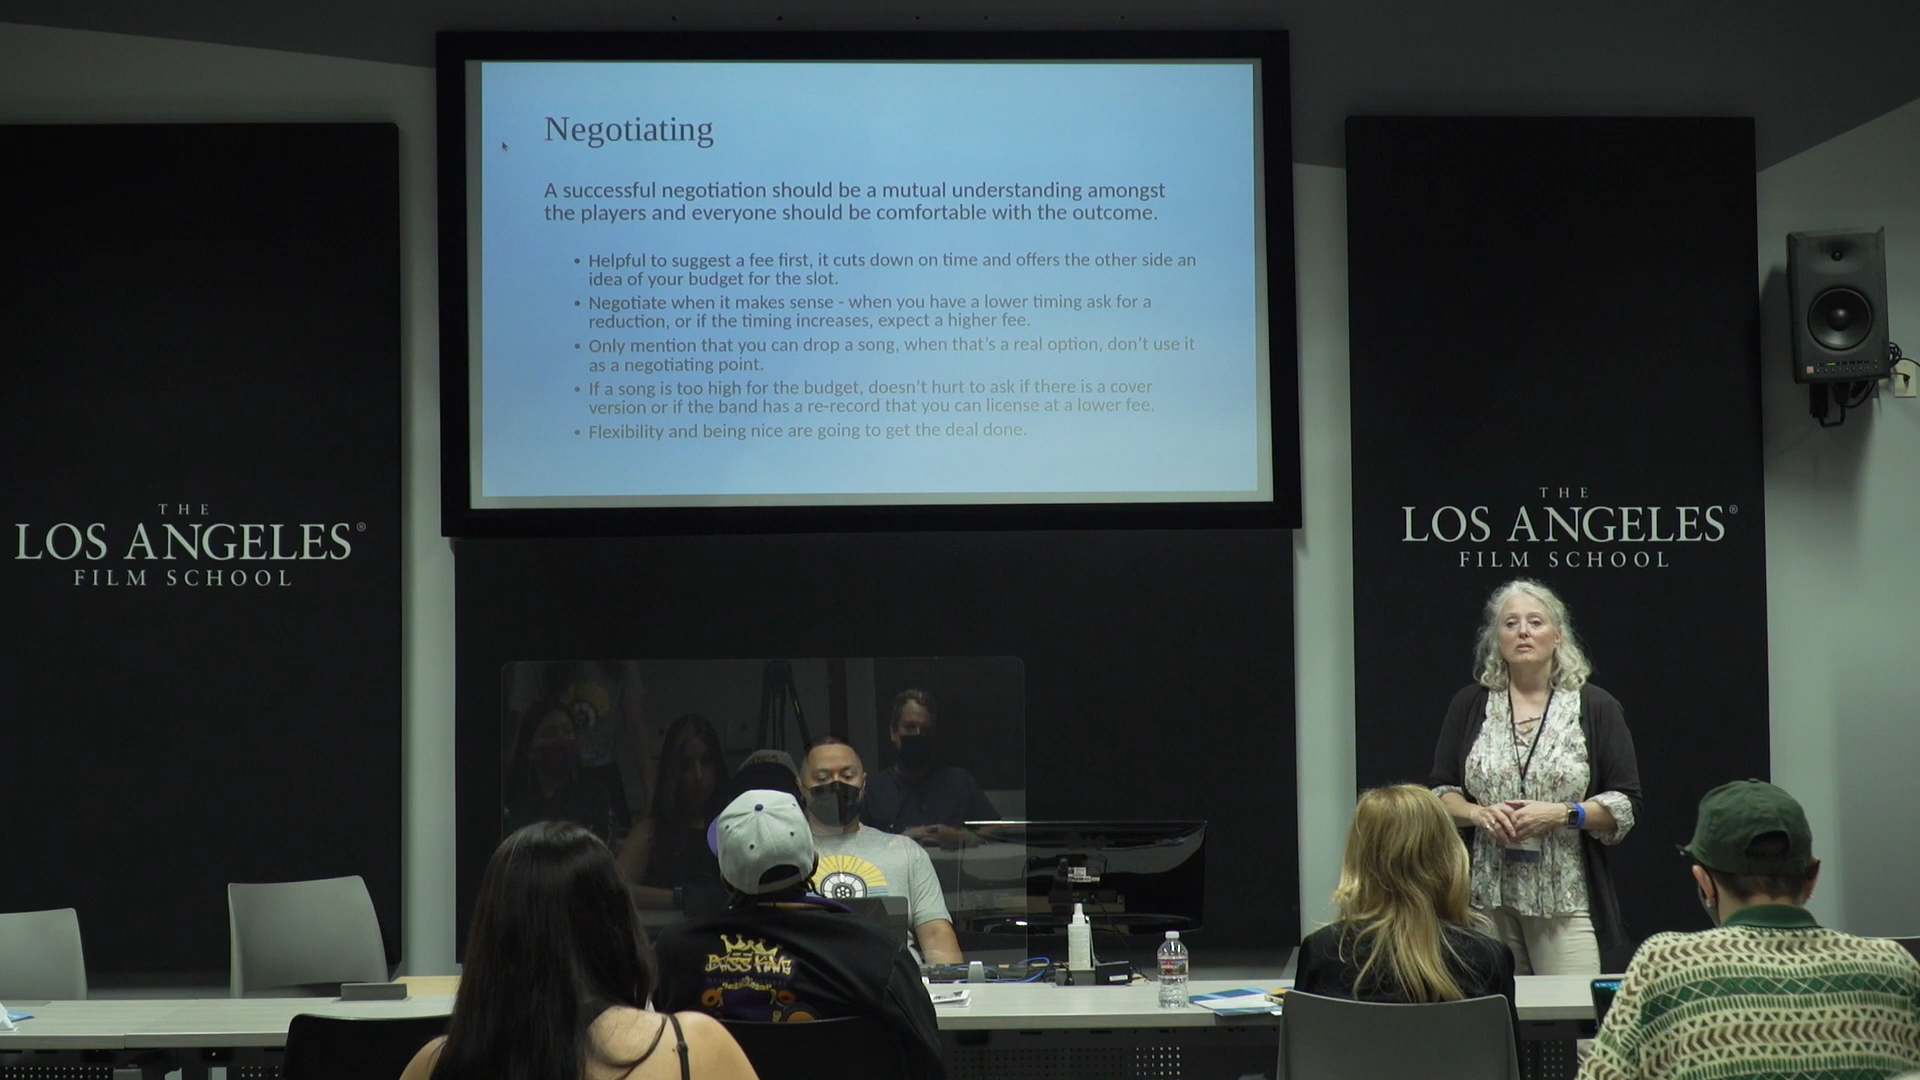 Negotiating
A successful negotiation should be a mutual understanding amongst
the players and everyone should be comfortable with the outcome.
• Helpful to suggest a fee first, it cuts down on time and offers the other side an
idea of your budget for the slot.
• Negotiate when it makes sense - when you have a lower timing ask for a
reduction, or if the timing increases, expect a higher fee.
• Only mention that you can drop a song, when that's a real option, don't use it
as a negotiating point.
• If a song is too high for the budget, doesn't hurt to ask if there is a cover
version or if the band has a re-record that you can license at a lower fee.
• Flexibility and being nice are going to get the deal done.
THE
LOS ANGELES®
FILM SCHOOL
THE
LOS ANGELES®
FILM SCHOOL
BASS KING